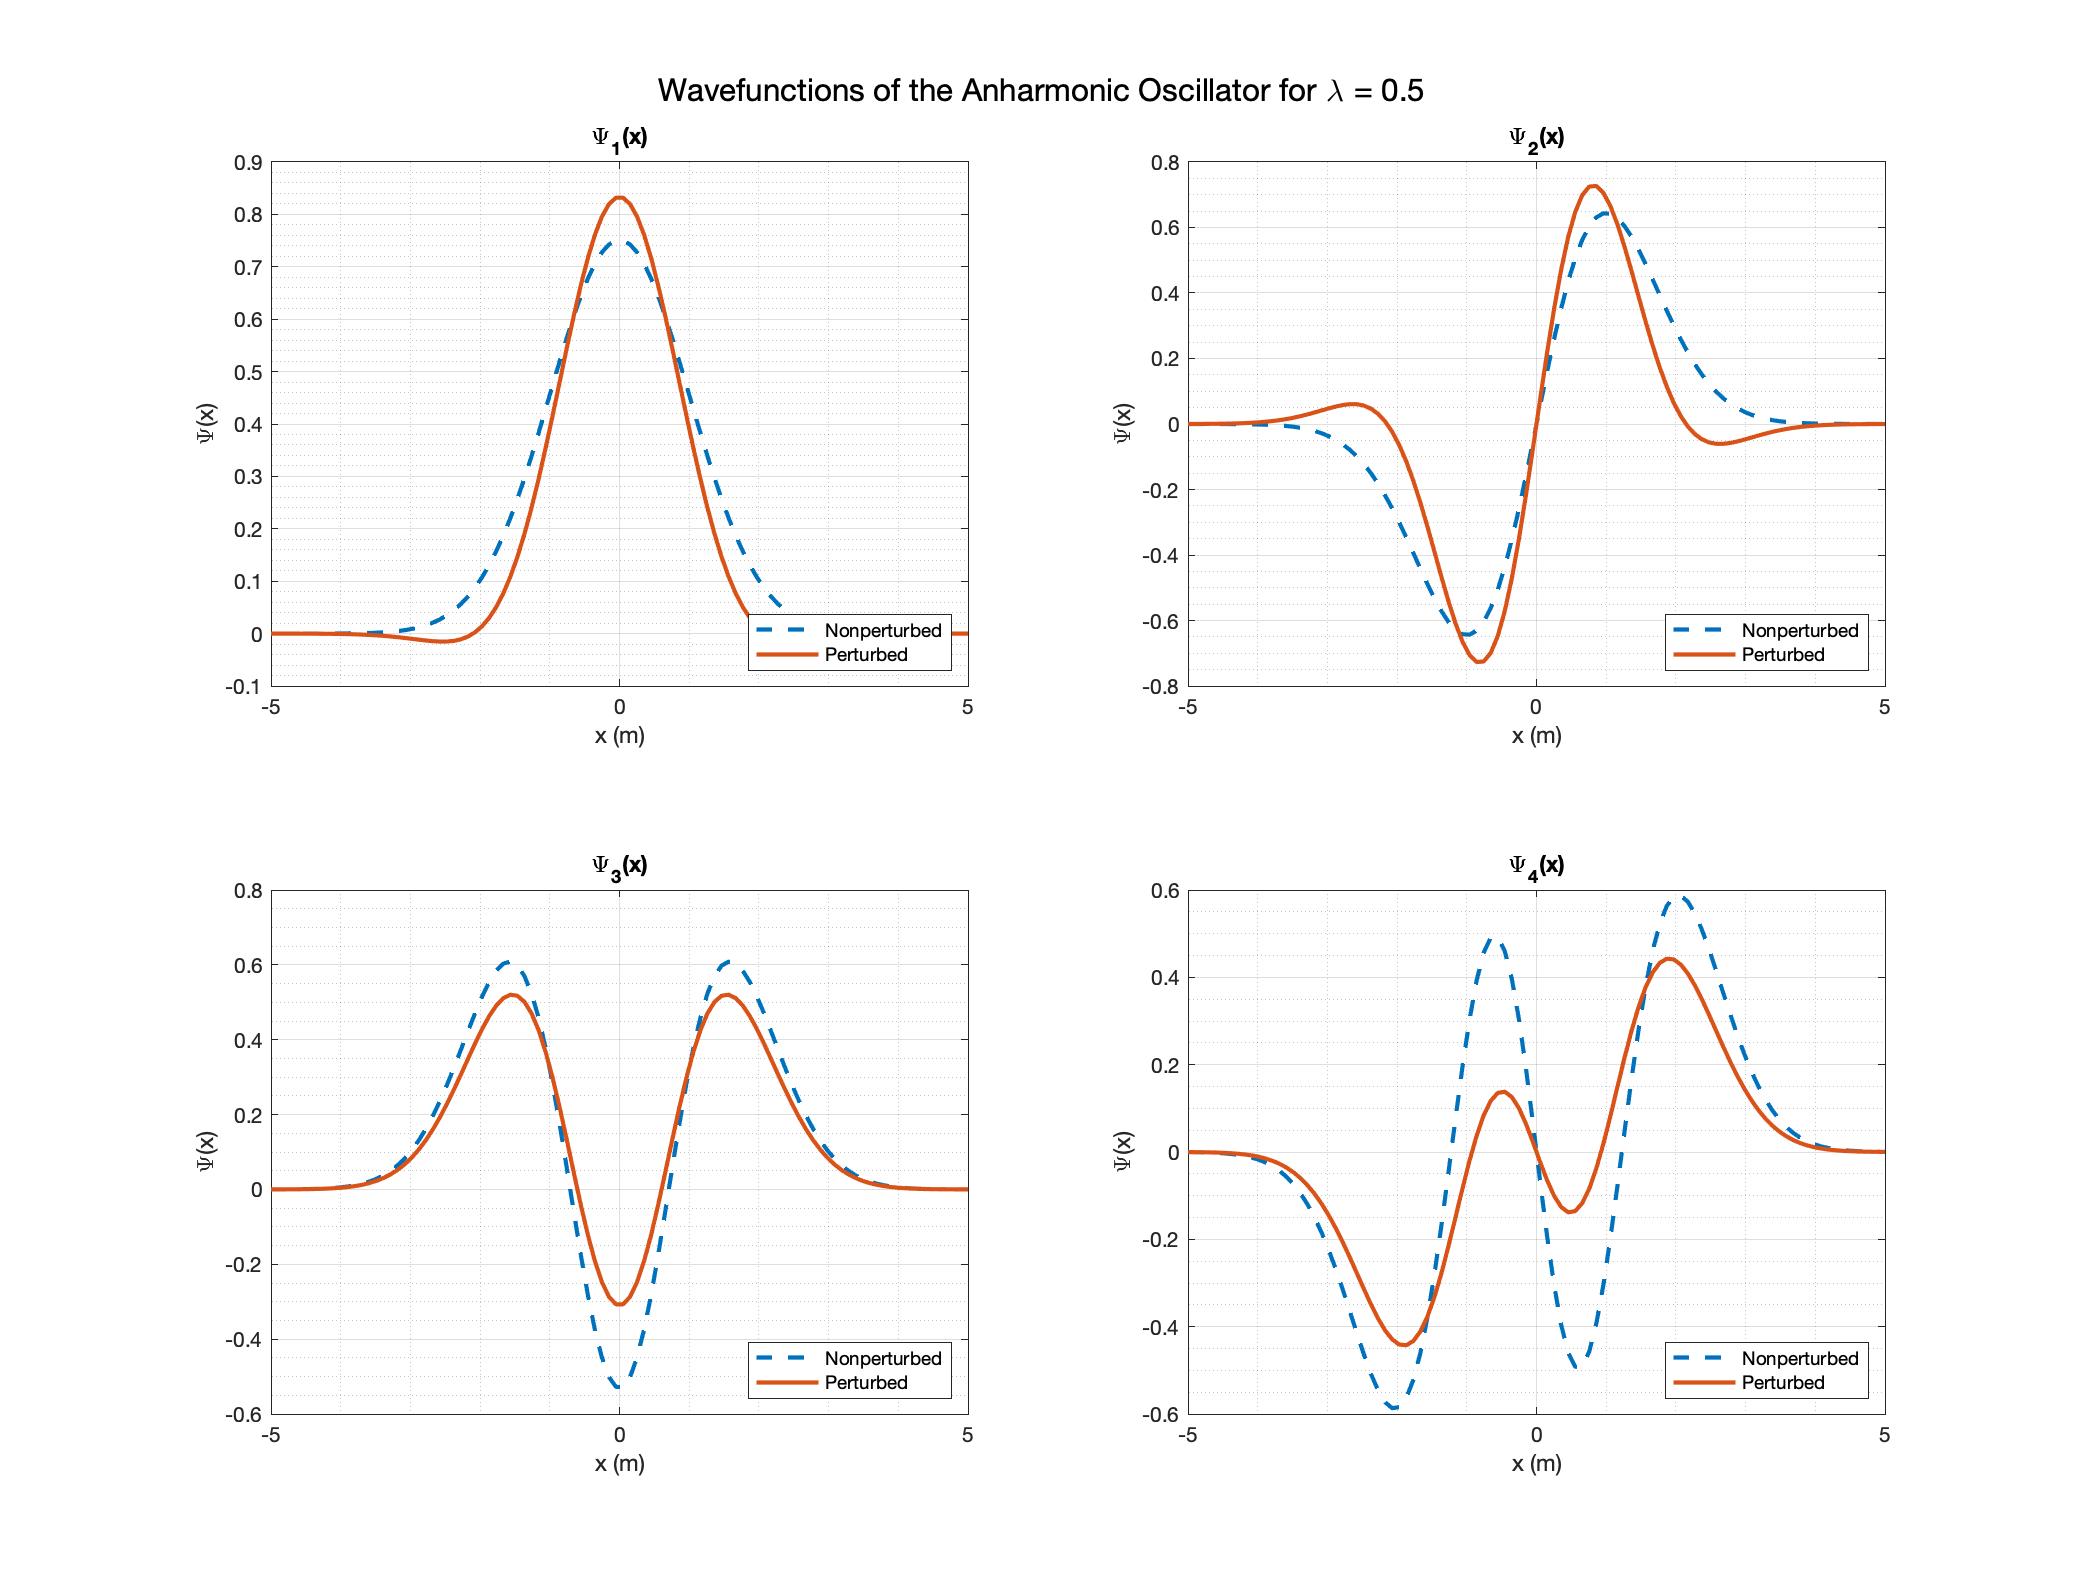 Wavefunctions of the Anharmonic Oscillator for λ = 0.5
Ψ1(x)
0.9
0.8
0.7
0.6
0.5
0.4
0.3
0.2
0.1
0
-0.1
Ψ(x)
-5 0 5
x (m)
Nonperturbed
Perturbed
Ψ2(x)
0.8
0.6
0.4
0.2
0
-0.2
-0.4
-0.6
-0.8
Ψ(x)
-5 0 5
x (m)
Nonperturbed
Perturbed
Ψ3(x)
0.8
0.6
0.4
0.2
0
-0.2
-0.4
-0.6
Ψ(x)
-5 0 5
x (m)
Nonperturbed
Perturbed
Ψ4(x)
0.6
0.4
0.2
0
-0.2
-0.4
-0.6
Ψ(x)
-5 0 5
x (m)
Nonperturbed
Perturbed